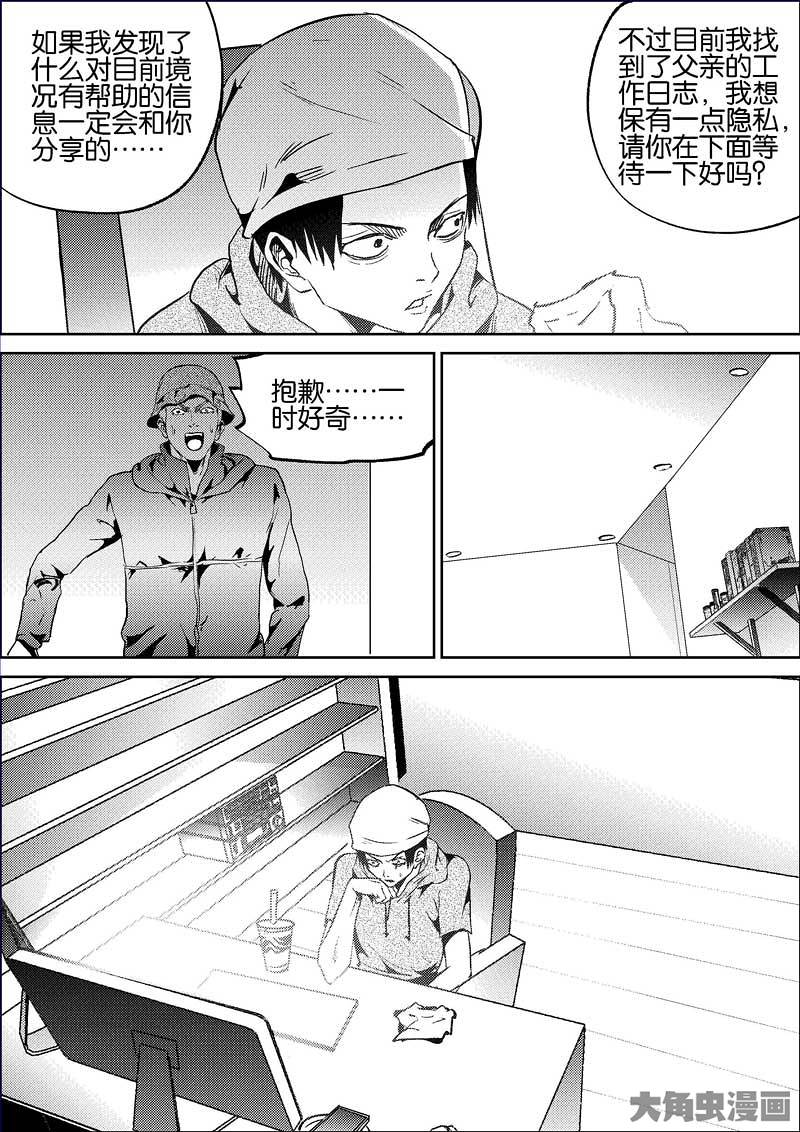 不过目前我找
到了父亲的工
作日志，我想
保有一点隐私，
请你在下面等
待一下好吗？
如果我发现了
什么对目前境
况有帮助的信
息一定会和你
分享的……
抱歉……一
时好奇……
大角虫漫画